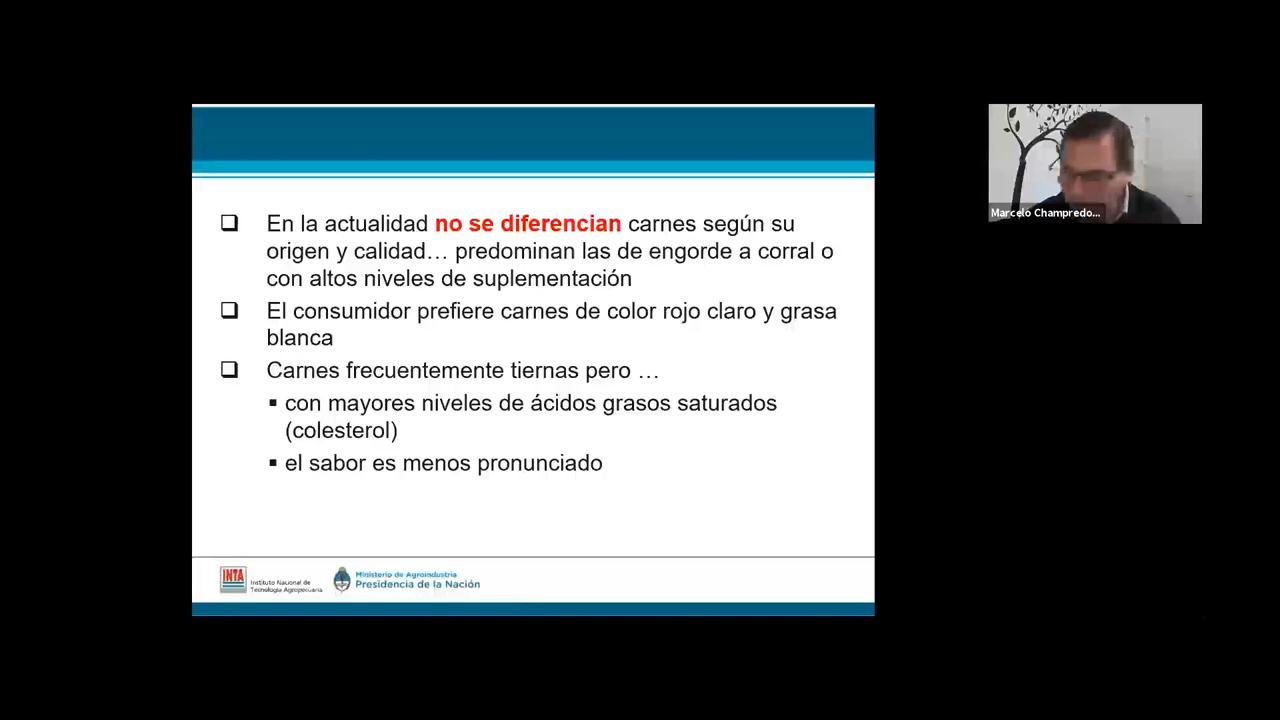 En la actualidad no se diferencian carnes según su
origen y calidad… predominan las de engorde a corral o
con altos niveles de suplementación
El consumidor prefiere carnes de color rojo claro y grasa
blanca
Carnes frecuentemente tiernas pero …
▪ con mayores niveles de ácidos grasos saturados
(colesterol)
▪ el sabor es menos pronunciado
INTA
Instituto Nacional de
Tecnología Agropecuaria
Ministerio de Agroindustria
Presidencia de la Nación
Marcelo Champredo...